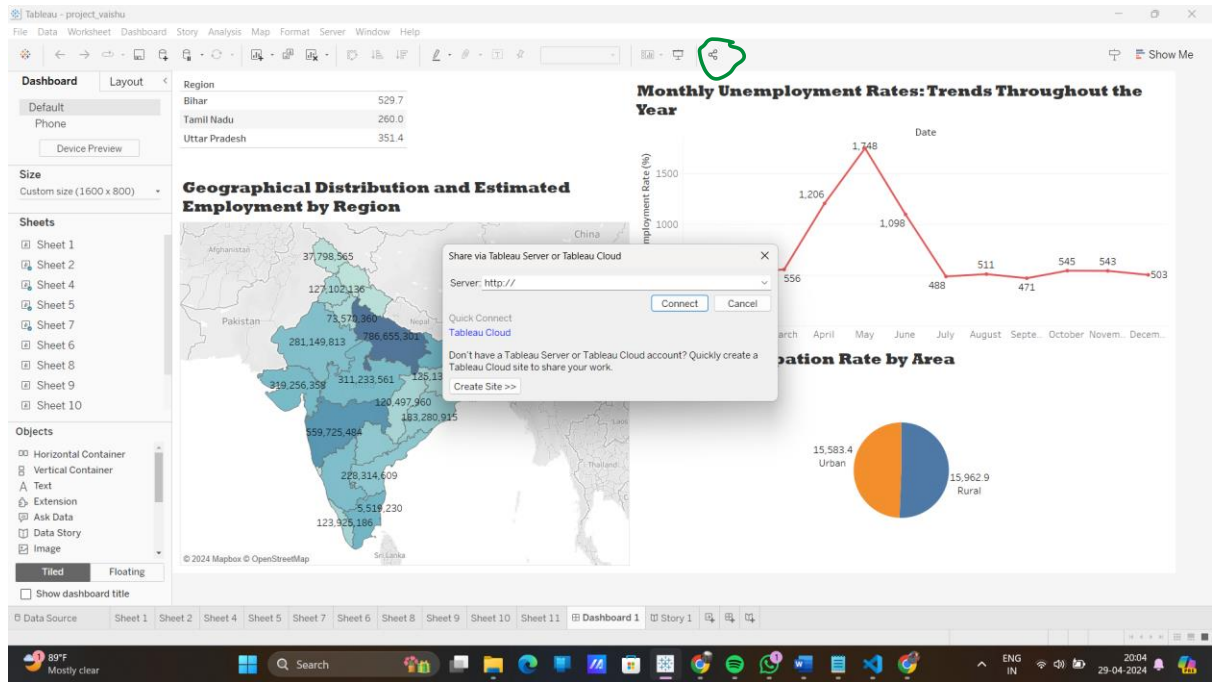 Tableau - project_vaishu
File Data Worksheet Dashboard Story Analysis Map Format Server Window Help
Show Me
Dashboard Layout
Default
Phone
Device Preview
Size
Custom size (1600 x 800)
Sheets
Sheet 1
Sheet 2
Sheet 4
Sheet 5
Sheet 7
Sheet 6
Sheet 8
Sheet 9
Sheet 10
Objects
Horizontal Container
Vertical Container
Text
Extension
Ask Data
Data Story
Image
Tiled Floating
Show dashboard title
Region
Bihar 529.7
Tamil Nadu 260.0
Uttar Pradesh 351.4
Geographical Distribution and Estimated
Employment by Region
China
Afghanistan
37,798,565
127,102,136
Pakistan
73,570,360
Nepal
786,655,301
281,149,813
319,256,358
311,233,561
125,13
120,497,960
183,280,915
559,725,484
Laos
Thailand
228,314,609
5,519,230
123,925,186
Sri Lanka
© 2024 Mapbox © OpenStreetMap
Monthly Unemployment Rates: Trends Throughout the
Year
Date
employment Rate (%)
1500
1000
556
1,206
1,748
1,098
488
511
471
545
543
503
arch April May June July August Septe.. October Novem.. Decem..
pation Rate by Area
15,583.4
Urban
15,962.9
Rural
Share via Tableau Server or Tableau Cloud
Server: http://
Connect Cancel
Quick Connect
Tableau Cloud
Don't have a Tableau Server or Tableau Cloud account? Quickly create a
Tableau Cloud site to share your work.
Create Site >>
Data Source Sheet 1 Sheet 2 Sheet 4 Sheet 5 Sheet 7 Sheet 6 Sheet 8 Sheet 9 Sheet 10 Sheet 11 Dashboard 1 Story 1
1
89°F
Mostly clear
Search
ENG
IN
20:04
29-04-2024